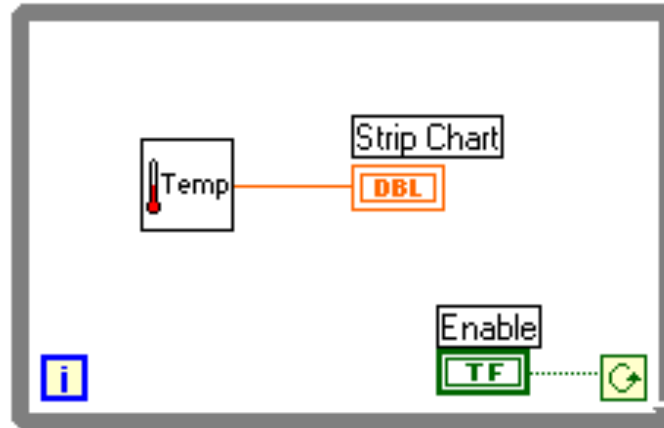 Strip Chart
Temp
DBL
Enable
i
TF